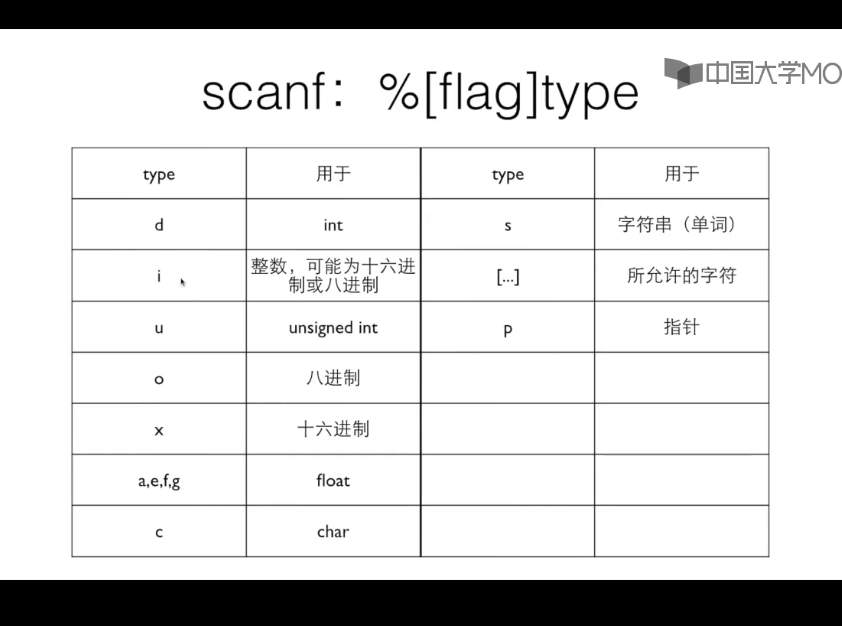 中国大学MO
scanf：%[flag]type
type 用于 type 用于
d int s 字符串（单词）
i 整数，可能为十六进
制或八进制 [...] 所允许的字符
u unsigned int p 指针
o 八进制
x 十六进制
a,e,f,g float
c char